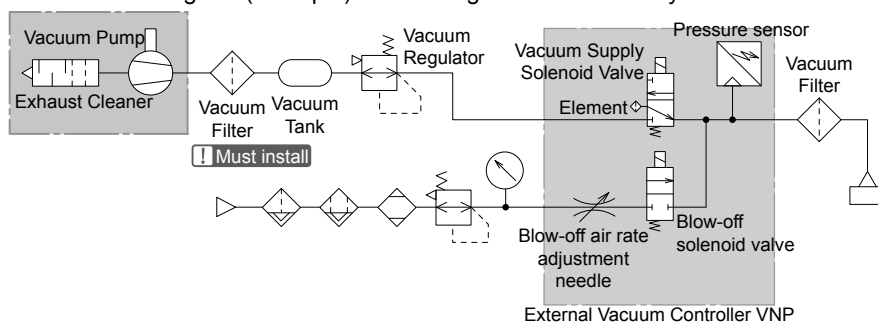 Vacuum Pump
Exhaust Cleaner
Vacuum
Filter
! Must install
Vacuum
Tank
Vacuum
Regulator
Vacuum Supply
Solenoid Valve
Element
Pressure sensor
Vacuum
Filter
Blow-off air rate
adjustment
needle
Blow-off
solenoid valve
External Vacuum Controller VNP